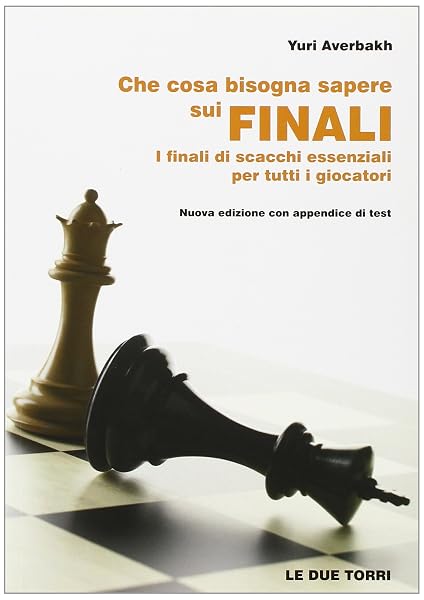 Yuri Averbakh
Che cosa bisogna sapere
sui FINALI
I finali di scacchi essenziali
per tutti i giocatori
Nuova edizione con appendice di test
LE DUE TORRI